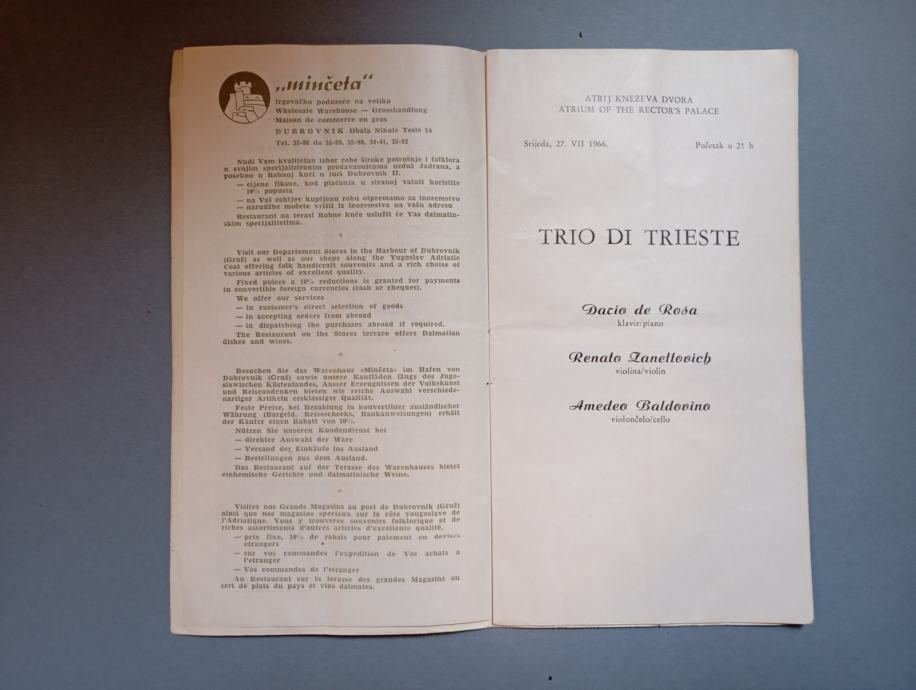 „minčeta“
trgovačko poduzeće na veliko
Wholesale Warehouse — Grosshandlung
Maison de commerce en gros
DUBROVNIK Obala Nikole Tesle 1a
Nudi Vam kvalitetan izbor robe široke potrošnje i folklora
u svojim specijaliziranim prodavaonicama uzduž Jadrana, a
posebno u Robnoj kući u luci Dubrovnik II.
— cijene fiksne, kod plaćanja u stranoj valuti koristite
10% popusta
— na Vaš zahtjev kupljenu robu otpremamo za inozemstvo
— narudžbe možete vršiti iz inozemstva na vašu adresu
Restaurant na terasi Robne kuće uslužit će Vas dalmatin-
skim specijalitetima.
*
Visit our Departement Stores in the Harbour of Dubrovnik
(Gruž) as well as our shops along the Yugoslav Adriatic
Coat offering folk handicraft souvenirs and a rich choise of
various articles of excellent quality.
Fixed puices a 10% reductions is granted for payments
in convertible foreign currencies (cash or cheques).
We offer our services
— in customer's direct selection of goods
— in accepting orders from abroad
— in dispatching the purchases abroad if required.
The Restaurant on the Stores terrace offers Dalmatian
dishes and wines.
*
Besuchen Sie das Warenhaus »Minčeta« im Hafen von
Dubrovnik (Gruž) sowie unsere Kaufläden längs des Jugo-
slawischen Küstenlandes, Ausser Erzeugnissen der Volkskunst
und Reiseandenken bieten wir reiche Auswahl verschiede-
nartiger Artikeln ersklassiger Qualität.
Feste Preise, bei Bezahlung in konvertibler ausländischer
Währung (Bargeld, Reiseschecks, Bankanweisungen) erhält
der Käufer einen Rabatt von 10%.
Nützen Sie unseren Kundendienst bei
— direkter Auswahl der Ware
— Versand der Einkäufe ins Ausland
— Bestellungen aus dem Ausland.
Das Restaurant auf der Terasse des Warenhauses bietet
einhemische Gerichte und dalmatinische Weine.
*
Visitez nos Grands Magasins au port de Dubrovnik (Gruž)
ainsi que nos magasins speciaux sur la côte yougoslave de
l'Adriatique. Vous y trouverez souvenirs folklorique et de
riches assortiments d'autres articles d'excellente qualité.
— prix fixe, 10% de rabais pour paiement en devises
etrangers
— sur vos commandes l'expedition de Vos achats a
l'etranger
— Vos commandes de l'etranger
Au Restaurant sur la terasse des grandes Magasins on
sert de plats du pays et vins dalmates.
ATRIJ KNEŽEVA DVORA
ATRIUM OF THE RECTOR'S PALACE
Srijeda, 27. VII 1966. Početak u 21 h
TRIO DI TRIESTE
Dario de Rosa
klavir/piano
Renato Zanettovich
violina/violin
Amedeo Baldovino
violončelo/cello